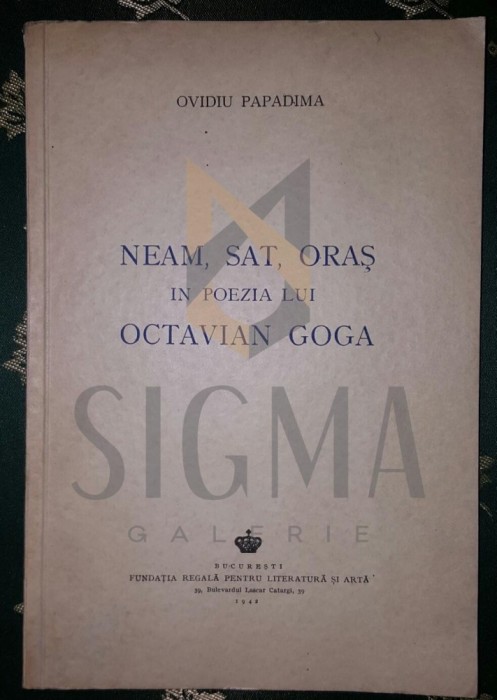 OVIDIU PAPADIMA
NEAM, SAT, ORAŞ
IN POEZIA LUI
OCTAVIAN GOGA
SIGMA
GALERIE
BUCUREŞTI
FUNDAŢIA REGALĂ PENTRU LITERATURĂ ŞI ARTĂ
39, Bulevardul Lascar Catargi, 39
1942